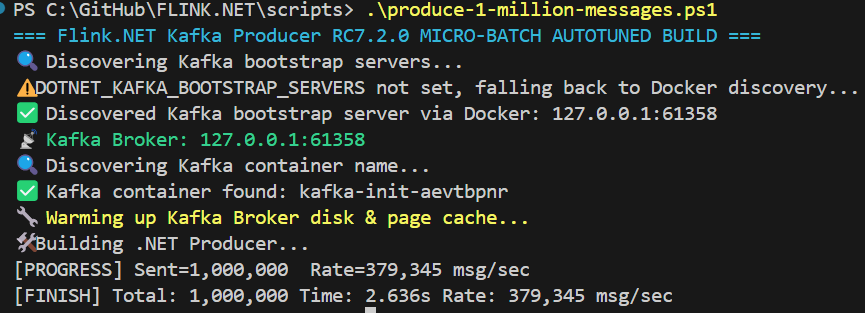 PS C:\GitHub\FLINK.NET\scripts> .\produce-1-million-messages.ps1
=== Flink.NET Kafka Producer RC7.2.0 MICRO-BATCH AUTOTUNED BUILD ===
🔍 Discovering Kafka bootstrap servers...
⚠️DOTNET_KAFKA_BOOTSTRAP_SERVERS not set, falling back to Docker discovery...
✅ Discovered Kafka bootstrap server via Docker: 127.0.0.1:61358
📡 Kafka Broker: 127.0.0.1:61358
🔍 Discovering Kafka container name...
✅ Kafka container found: kafka-init-aevtbpnr
🔧 Warming up Kafka Broker disk & page cache...
🛠️Building .NET Producer...
[PROGRESS] Sent=1,000,000  Rate=379,345 msg/sec
[FINISH] Total: 1,000,000 Time: 2.636s Rate: 379,345 msg/sec